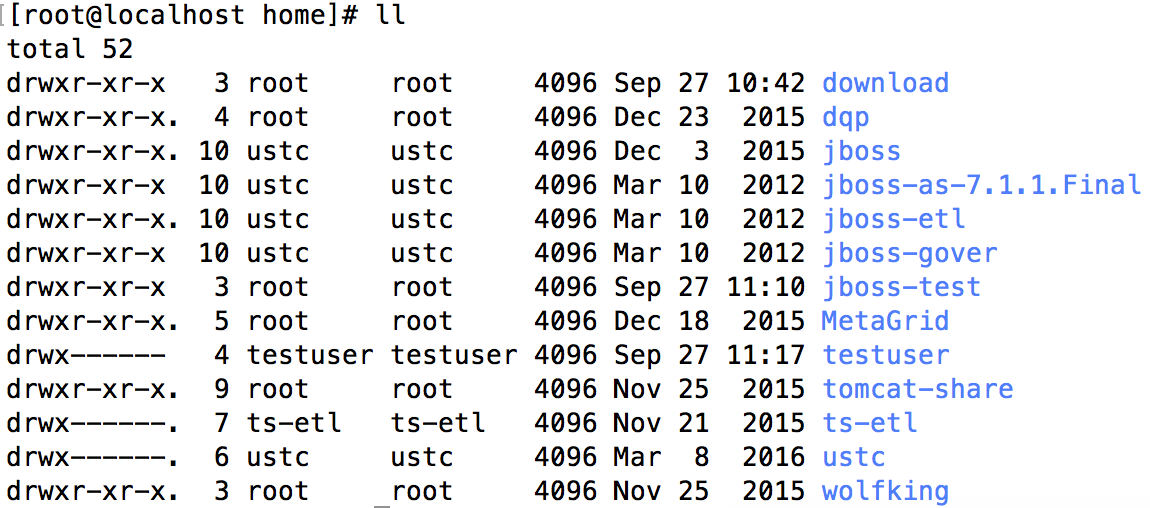 [[root@localhost home]# ll
total 52
drwxr-xr-x   3 root     root     4096 Sep 27 10:42 download
drwxr-xr-x.  4 root     root     4096 Dec 23  2015 dqp
drwxr-xr-x. 10 ustc     ustc     4096 Dec  3  2015 jboss
drwxr-xr-x  10 ustc     ustc     4096 Mar 10  2012 jboss-as-7.1.1.Final
drwxr-xr-x. 10 ustc     ustc     4096 Mar 10  2012 jboss-etl
drwxr-xr-x  10 ustc     ustc     4096 Mar 10  2012 jboss-gover
drwxr-xr-x   3 root     root     4096 Sep 27 11:10 jboss-test
drwxr-xr-x.  5 root     root     4096 Dec 18  2015 MetaGrid
drwx------   4 testuser testuser 4096 Sep 27 11:17 testuser
drwxr-xr-x.  9 root     root     4096 Nov 25  2015 tomcat-share
drwx------.  7 ts-etl   ts-etl   4096 Nov 21  2015 ts-etl
drwx------.  6 ustc     ustc     4096 Mar  8  2016 ustc
drwxr-xr-x.  3 root     root     4096 Nov 25  2015 wolfking